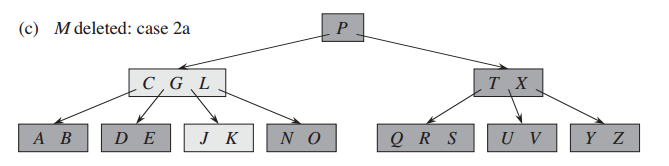 (c) M deleted: case 2a
P
C G L
T X
A B
D E
J K
N O
Q R S
U V
Y Z